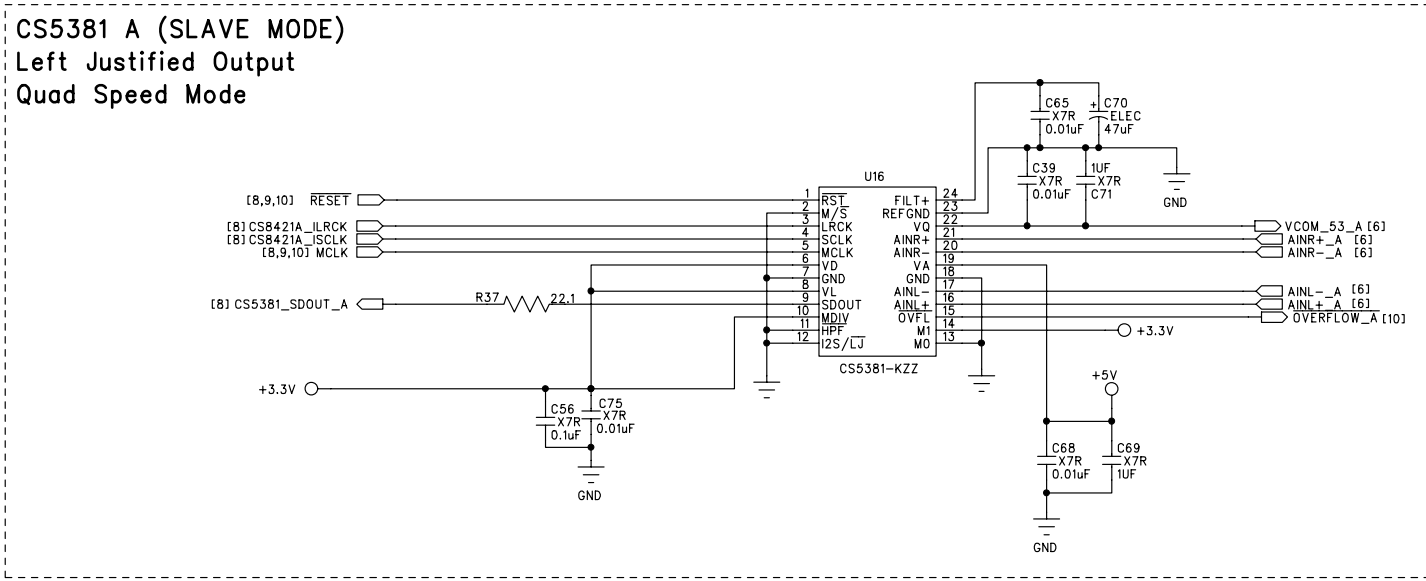 CS5381 A (SLAVE MODE)
Left Justified Output
Quad Speed Mode
C65
X7R
0.01uF
+ C70
ELEC
47uF
C39
X7R
0.01uF
1UF
X7R
C71
GND
U16
[8,9,10] RESET
[8] CS8421A_ILRCK
[8] CS8421A_ISCLK
[8,9,10] MCLK
[8] CS5381_SDOUT_A
R37 22.1
1 RST
2 M/S
3 LRCK
4 SCLK
5 MCLK
6 VD
7 GND
8 VL
9 SDOUT
10 MDIV
11 HPF
12 I2S/LJ
FILT+ 24
REFGND 23
VQ 22
AINR+ 21
AINR- 20
VA 19
GND 18
AINL- 17
AINL+ 16
OVFL 15
M1 14
M0 13
VCOM_53_A [6]
AINR+_A [6]
AINR-_A [6]
AINL-_A [6]
AINL+_A [6]
OVERFLOW_A [10]
+3.3V
CS5381-KZZ
+3.3V
C56
X7R
0.1uF
C75
X7R
0.01uF
GND
+5V
C68
X7R
0.01uF
C69
X7R
1UF
GND